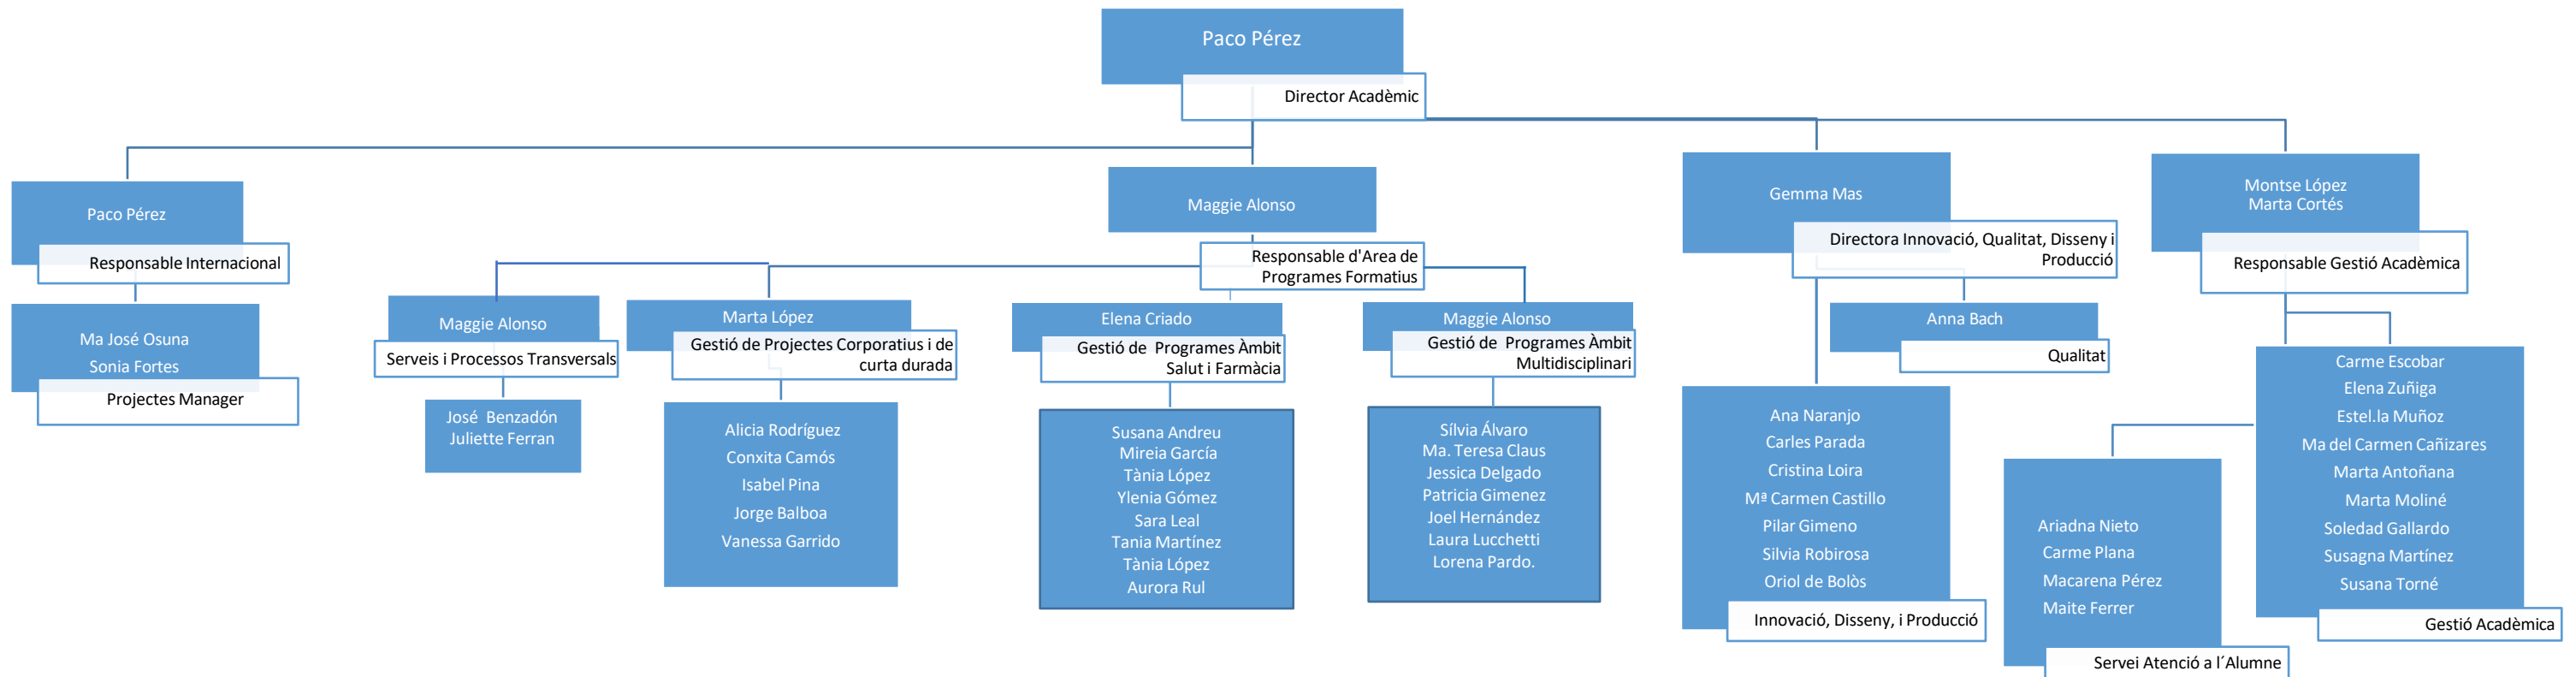 Paco Pérez
Director Acadèmic
Paco Pérez
Responsable Internacional
Ma José Osuna
Sonia Fortes
Projectes Manager
Maggie Alonso
Responsable d'Area de
Programes Formatius
Maggie Alonso
Serveis i Processos Transversals
José  Benzadón
Juliette Ferran
Marta López
Gestió de Projectes Corporatius i de
curta durada
Alicia Rodríguez
Conxita Camós
Isabel Pina
Jorge Balboa
Vanessa Garrido
Elena Criado
Gestió de  Programes Àmbit
Salut i Farmàcia
Susana Andreu
Mireia García
Tània López
Ylenia Gómez
Sara Leal
Tania Martínez
Tània López
Aurora Rul
Maggie Alonso
Gestió de  Programes Àmbit
Multidisciplinari
Sílvia Álvaro
Ma. Teresa Claus
Jessica Delgado
Patricia Gimenez
Joel Hernández
Laura Lucchetti
Lorena Pardo.
Gemma Mas
Directora Innovació, Qualitat, Disseny i
Producció
Anna Bach
Qualitat
Ana Naranjo
Carles Parada
Cristina Loira
Mª Carmen Castillo
Pilar Gimeno
Silvia Robirosa
Oriol de Bolòs
Innovació, Disseny, i Producció
Montse López
Marta Cortés
Responsable Gestió Acadèmica
Carme Escobar
Elena Zuñiga
Estel.la Muñoz
Ma del Carmen Cañizares
Marta Antoñana
Marta Moliné
Soledad Gallardo
Susagna Martínez
Susana Torné
Gestió Acadèmica
Ariadna Nieto
Carme Plana
Macarena Pérez
Maite Ferrer
Servei Atenció a l´Alumne